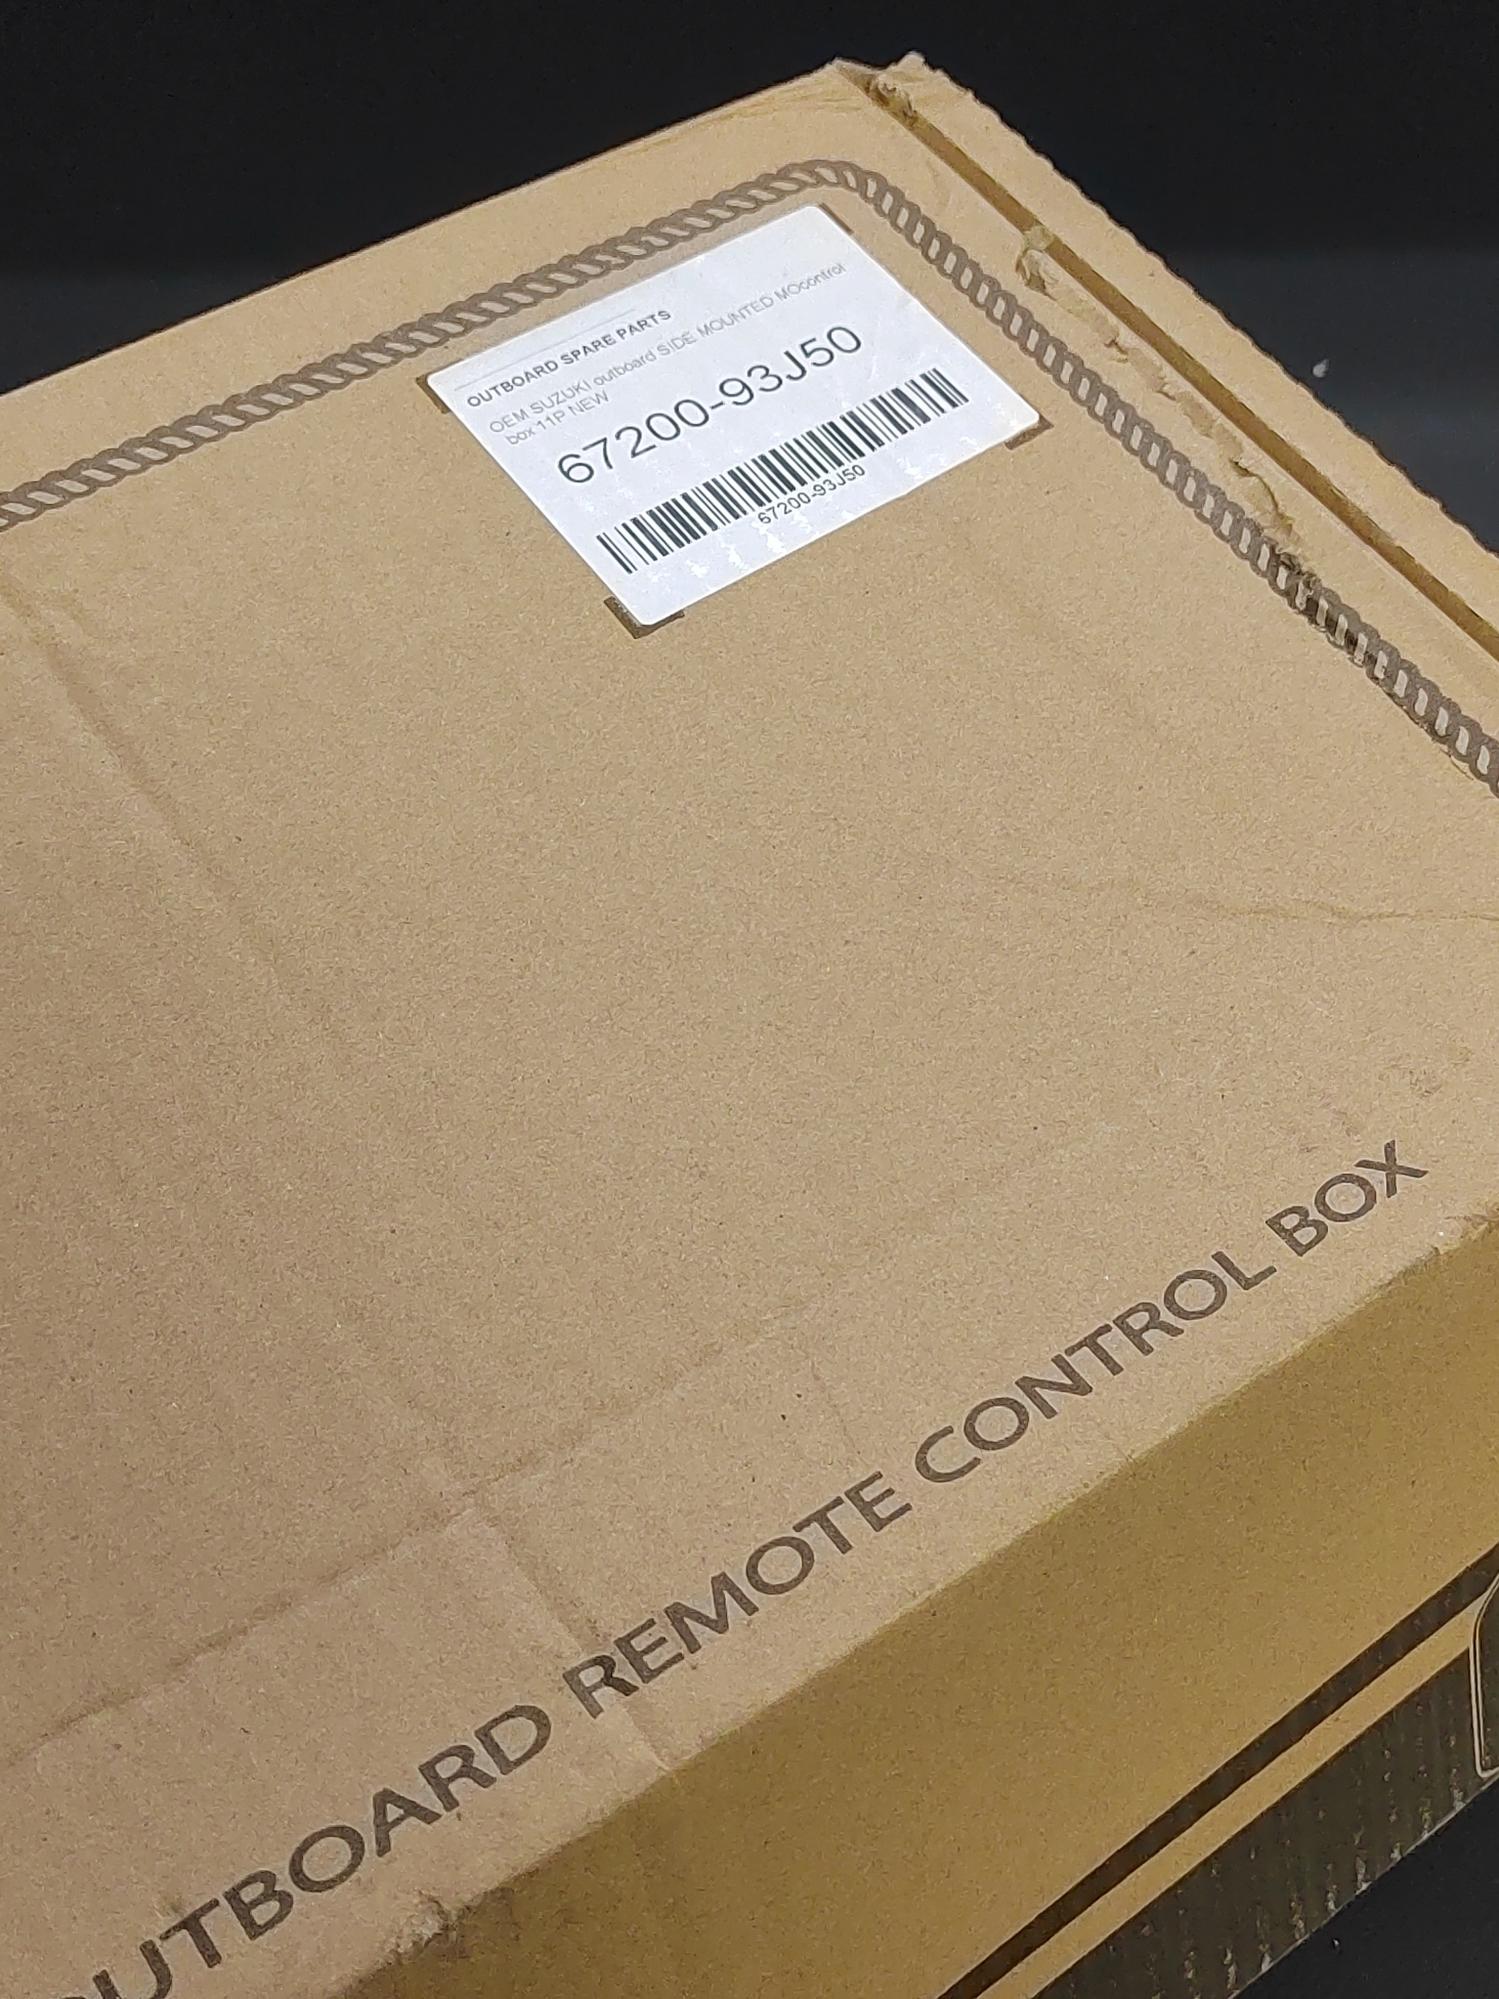 OUTBOARD SPARE PARTS
OEM SUZUKI outboard SIDE MOUNTED MOcontrol
box 11P NEW
67200-93J50
67200-93J50
OUTBOARD REMOTE CONTROL BOX